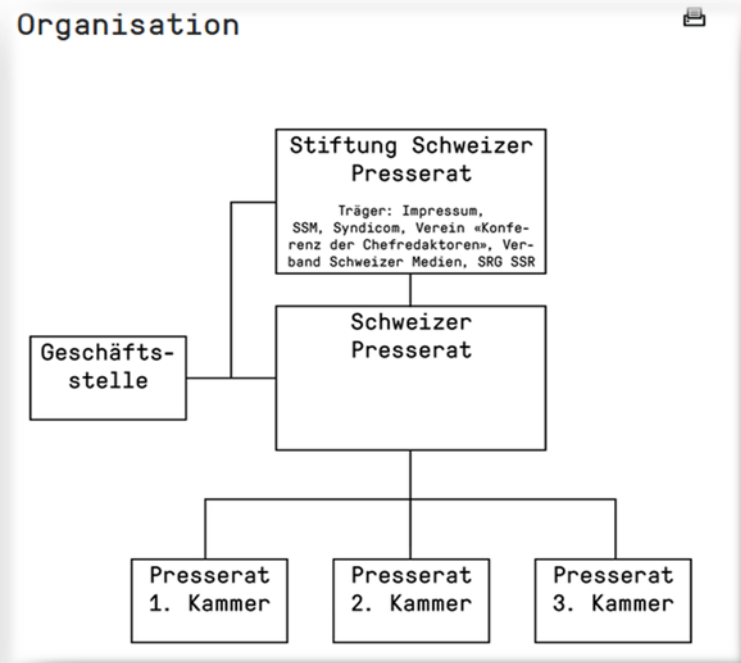 Organisation
Stiftung Schweizer
Presserat
Träger: Impressum,
SSM, Syndicom, Verein «Konfe-
renz der Chefredaktoren», Ver-
band Schweizer Medien, SRG SSR
Schweizer
Presserat
Geschäfts-
stelle
Presserat
1. Kammer
Presserat
2. Kammer
Presserat
3. Kammer